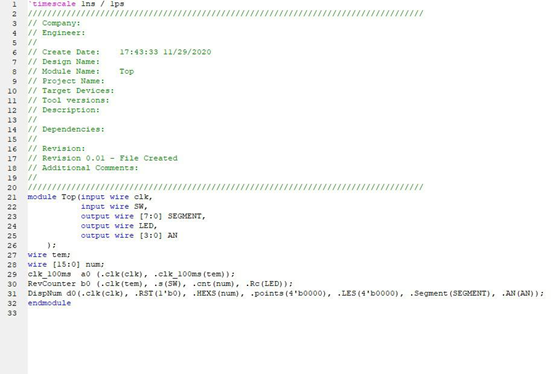 1 `timescale 1ns / 1ps
2 //////////////////////////////////////////////////////////////////////////////////
3 // Company:
4 // Engineer:
5 //
6 // Create Date:    17:43:33 11/29/2020
7 // Design Name:
8 // Module Name:    Top
9 // Project Name:
10 // Target Devices:
11 // Tool versions:
12 // Description:
13 //
14 // Dependencies:
15 //
16 // Revision:
17 // Revision 0.01 - File Created
18 // Additional Comments:
19 //
20 //////////////////////////////////////////////////////////////////////////////////
21 module Top(input wire clk,
22 input wire SW,
23 output wire [7:0] SEGMENT,
24 output wire LED,
25 output wire [3:0] AN
26 );
27 wire tem;
28 wire [15:0] num;
29 clk_100ms  a0 (.clk(clk), .clk_100ms(tem));
30 RevCounter b0 (.clk(tem), .s(SW), .cnt(num), .Rc(LED));
31 DispNum d0(.clk(clk), .RST(1'b0), .HEXS(num), .points(4'b0000), .LES(4'b0000), .Segment(SEGMENT), .AN(AN));
32 endmodule
33